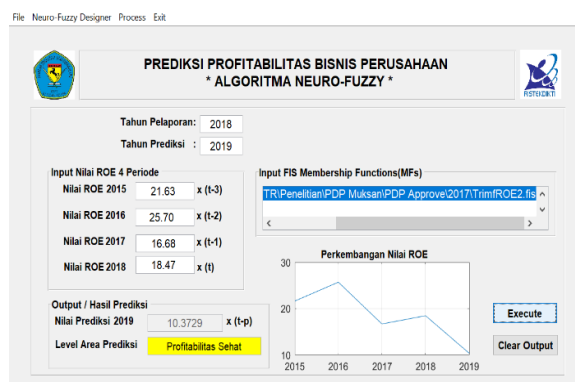 File Neuro-Fuzzy Designer Process Exit
PREDIKSI PROFITABILITAS BISNIS PERUSAHAAN
* ALGORITMA NEURO-FUZZY *
RISTEKDIKTI
Tahun Pelaporan: 2018
Tahun Prediksi : 2019
Input Nilai ROE 4 Periode
Nilai ROE 2015 21.63 x (t-3)
Nilai ROE 2016 25.70 x (t-2)
Nilai ROE 2017 16.68 x (t-1)
Nilai ROE 2018 18.47 x (t)
Input FIS Membership Functions(MFs)
TR\Penelitian\PDP Muksan\PDP Approve\2017\TrimfROE2.fis
Output / Hasil Prediksi
Nilai Prediksi 2019 10.3729 x (t-p)
Level Area Prediksi Profitabilitas Sehat
Perkembangan Nilai ROE
30
20
10
2015 2016 2017 2018 2019
Execute
Clear Output